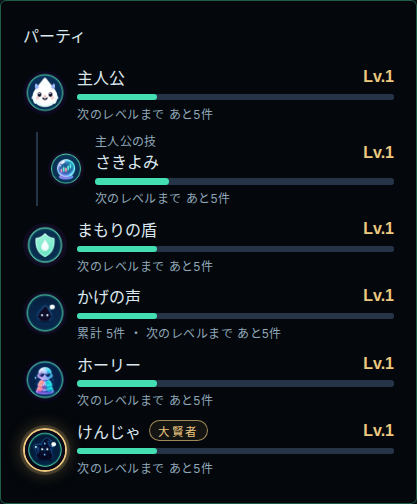 パーティ
主人公 Lv.1
次のレベルまで あと5件
主人公の技
さきよみ Lv.1
次のレベルまで あと5件
まもりの盾 Lv.1
次のレベルまで あと5件
かげの声 Lv.1
累計 5件 ・ 次のレベルまで あと5件
ホーリー Lv.1
次のレベルまで あと5件
けんじゃ 大賢者 Lv.1
次のレベルまで あと5件